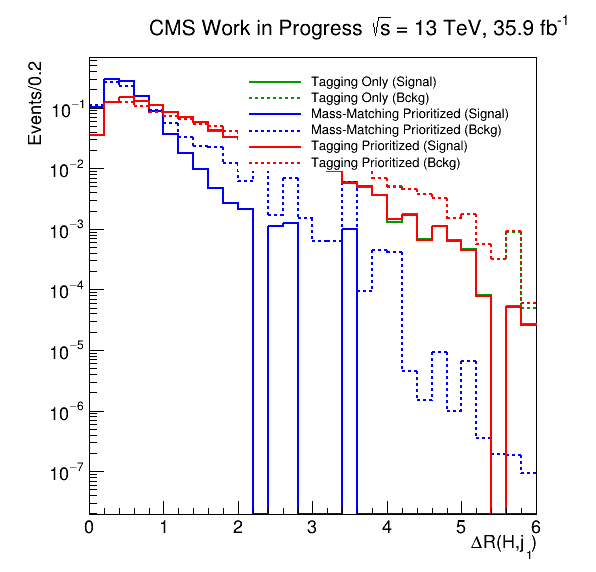 CMS Work in Progress √s = 13 TeV, 35.9 fb⁻¹
Events/0.2
Tagging Only (Signal)
Tagging Only (Bckg)
Mass-Matching Prioritized (Signal)
Mass-Matching Prioritized (Bckg)
Tagging Prioritized (Signal)
Tagging Prioritized (Bckg)
10⁻¹
10⁻²
10⁻³
10⁻⁴
10⁻⁵
10⁻⁶
10⁻⁷
0 1 2 3 4 5 6
ΔR(H,j₁)